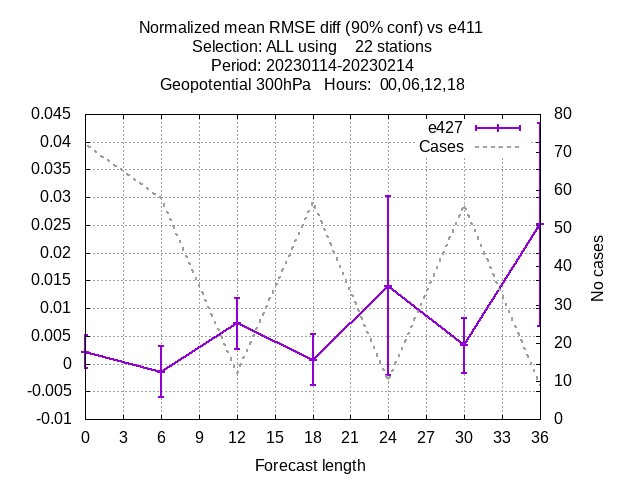 Normalized mean RMSE diff (90% conf) vs e411
Selection: ALL using    22 stations
Period: 20230114-20230214
Geopotential 300hPa   Hours:  00,06,12,18
e427
Cases
0.045
0.04
0.035
0.03
0.025
0.02
0.015
0.01
0.005
0
-0.005
-0.01
80
70
60
50
40
30
20
10
0
No cases
0 3 6 9 12 15 18 21 24 27 30 33 36
Forecast length